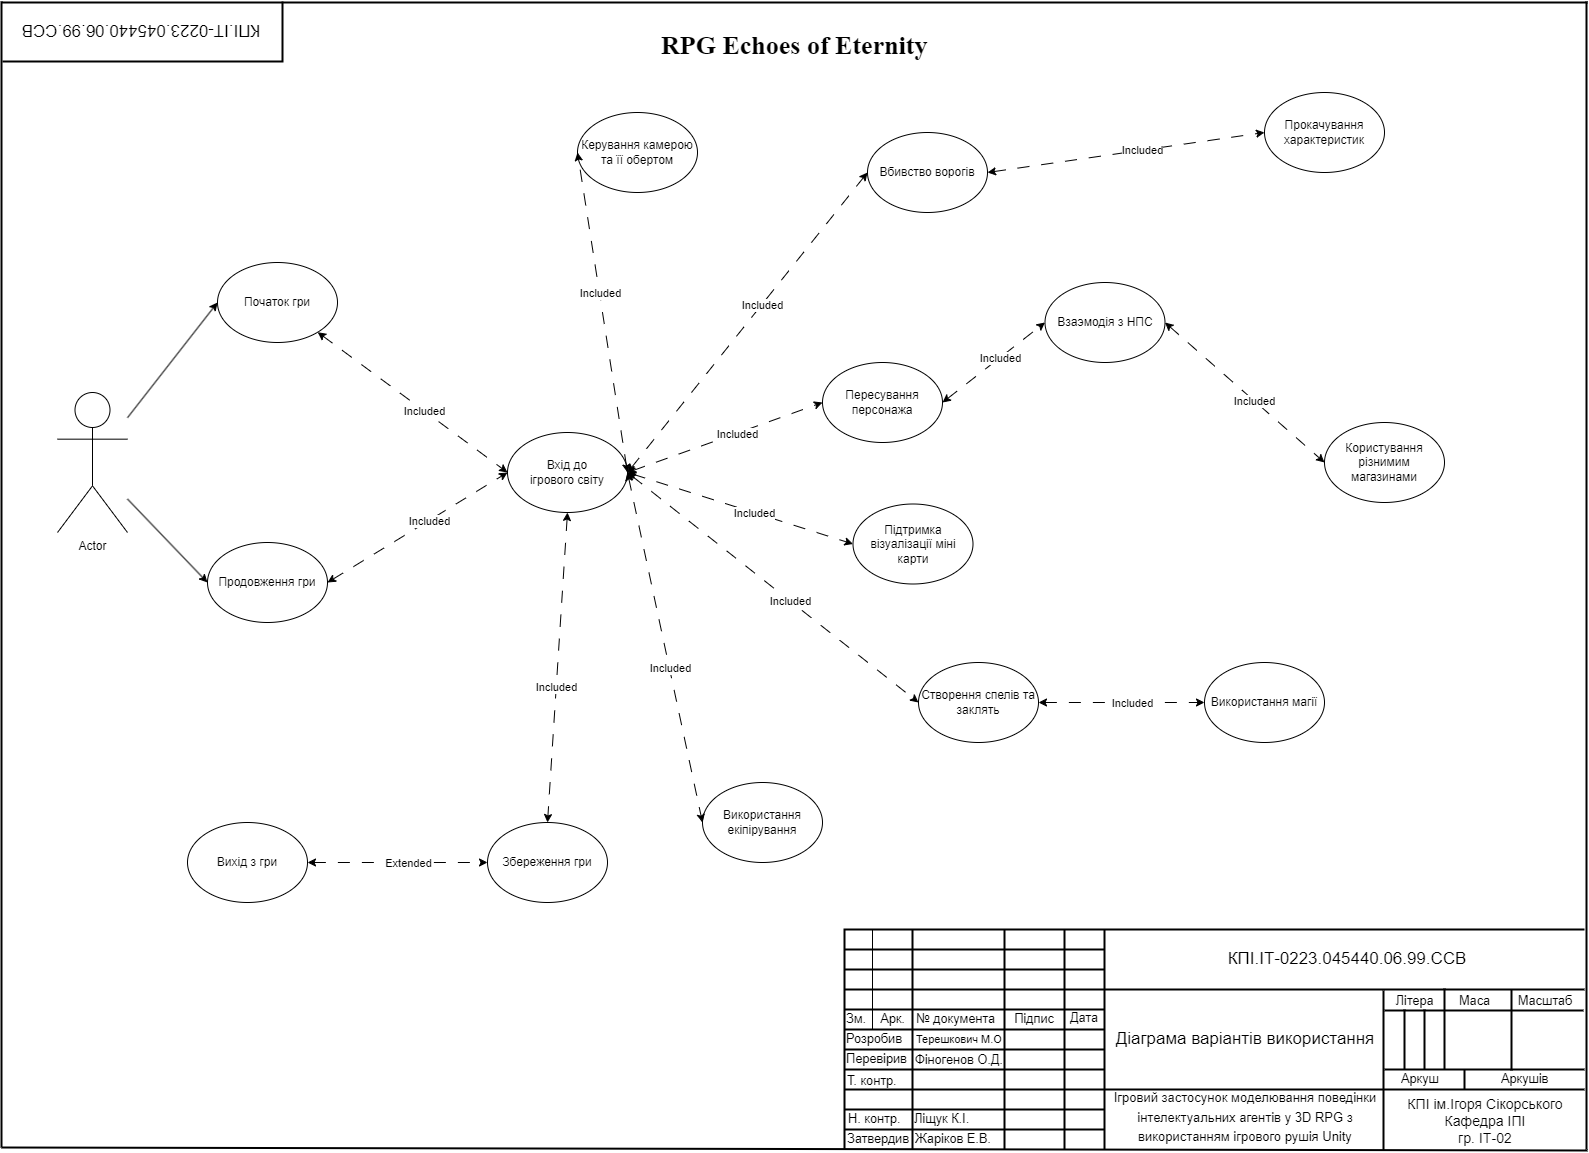 КПІ.ІТ-0223.045440.06.99.ССВ
RPG Echoes of Eternity
Керування камерою
та її обертом
Вбивство ворогів
Included
Прокачування
характеристик
Початок гри
Included
Included
Взаэмодія з НПС
Included
Included
Included
Пересування
персонажа
Included
Користування
різнимим
магазинами
Actor
Вхід до
ігрового світу
Included
Included
Підтримка
візуалізації міні
карти
Продовження гри
Included
Included
Included
Створення спелів та
заклять
Included
Використання магії
Використання
екіпірування
Вихід з гри
Extended
Збереження гри
КПІ.ІТ-0223.045440.06.99.ССВ
Літера Маса Масштаб
Зм. Арк. № документа Підпис Дата
Розробив Терешкович М.О
Діаграма варіантів використання
Перевірив Фіногенов О.Д.
Т. контр.
Аркуш Аркушів
Ігровий застосунок моделювання поведінки
інтелектуальних агентів у 3D RPG з
використанням ігрового рушія Unity
КПІ ім.Ігоря Сікорського
Кафедра ІПІ
гр. ІТ-02
Н. контр. Ліщук К.І.
Затвердив Жаріков Е.В.